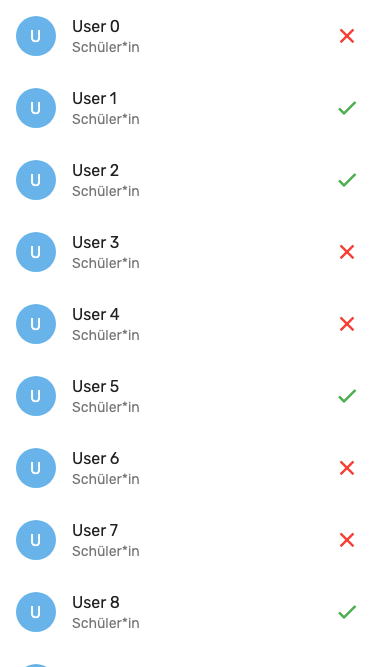 U
User 0
Schüler*in
U
User 1
Schüler*in
U
User 2
Schüler*in
U
User 3
Schüler*in
U
User 4
Schüler*in
U
User 5
Schüler*in
U
User 6
Schüler*in
U
User 7
Schüler*in
U
User 8
Schüler*in